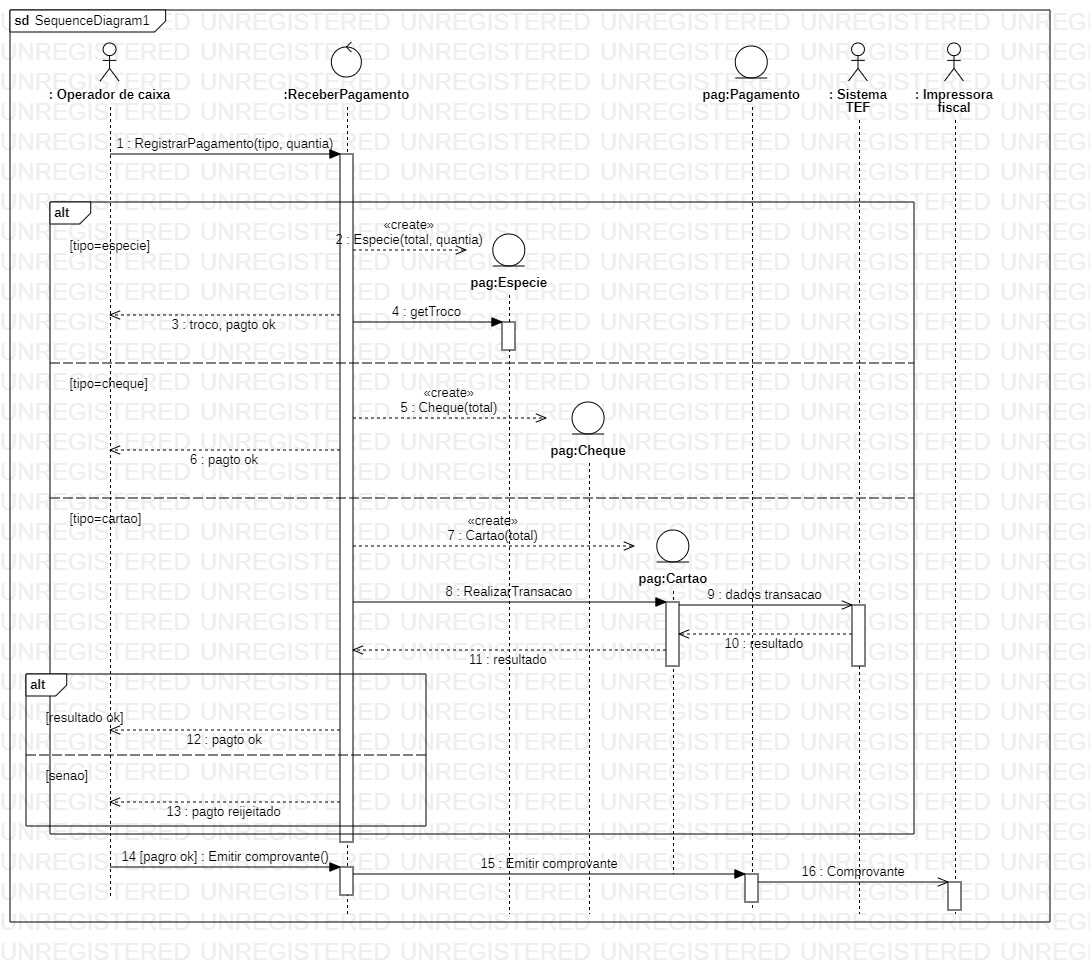 sd SequenceDiagram1
: Operador de caixa
:ReceberPagamento
pag:Pagamento
: Sistema
TEF
: Impressora
fiscal
1 : RegistrarPagamento(tipo, quantia)
alt
[tipo=especie]
«create»
2 : Especie(total, quantia)
pag:Especie
3 : troco, pagto ok
4 : getTroco
[tipo=cheque]
«create»
5 : Cheque(total)
pag:Cheque
6 : pagto ok
[tipo=cartao]
«create»
7 : Cartao(total)
pag:Cartao
8 : RealizarTransacao
9 : dados transacao
10 : resultado
11 : resultado
alt
[resultado ok]
12 : pagto ok
[senao]
13 : pagto reijeitado
14 [pagro ok] : Emitir comprovante()
15 : Emitir comprovante
16 : Comprovante
UNREGISTERED